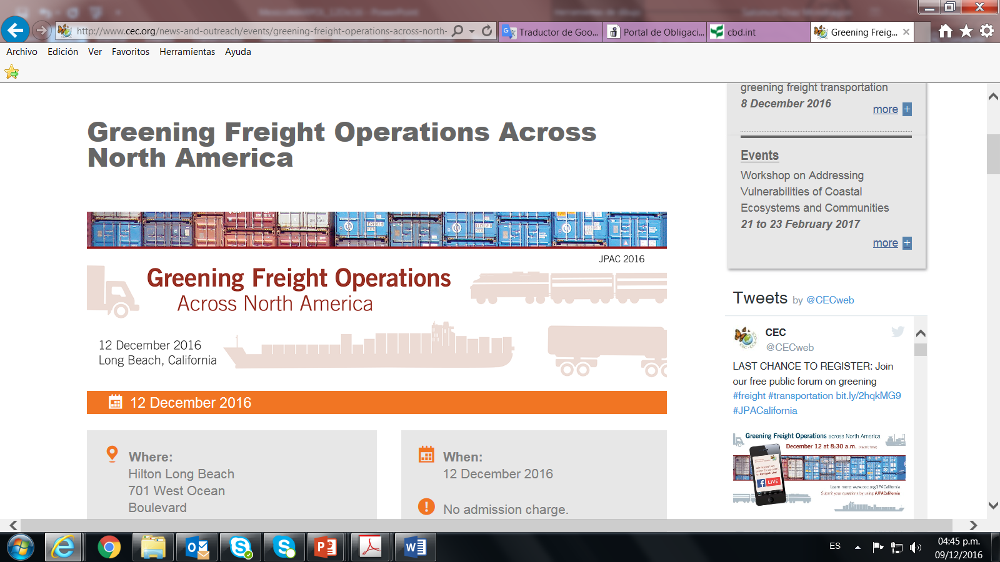 http://www.cec.org/news-and-outreach/events/greening-freight-operations-across-north-
Traductor de Goo...
Portal de Obligaci...
cbd.int
Greening Freig...
Archivo Edición Ver Favoritos Herramientas Ayuda
Greening Freight Operations Across
North America
JPAC 2016
Greening Freight Operations
Across North America
12 December 2016
Long Beach, California
12 December 2016
Where:
Hilton Long Beach
701 West Ocean
Boulevard
When:
12 December 2016
No admission charge.
greening freight transportation
8 December 2016
more +
Events
Workshop on Addressing
Vulnerabilities of Coastal
Ecosystems and Communities
21 to 23 February 2017
more +
Tweets by @CECweb
CEC
@CECweb
LAST CHANCE TO REGISTER: Join
our free public forum on greening
#freight #transportation bit.ly/2hqkMG9
#JPACalifornia
Greening Freight Operations across North America
December 12 at 8:30 a.m. (Pacific Time)
LIVE
Learn more: www.cec.org/JPACalifornia
Submit your questions by using #JPACalifornia
ES
04:45 p.m.
09/12/2016